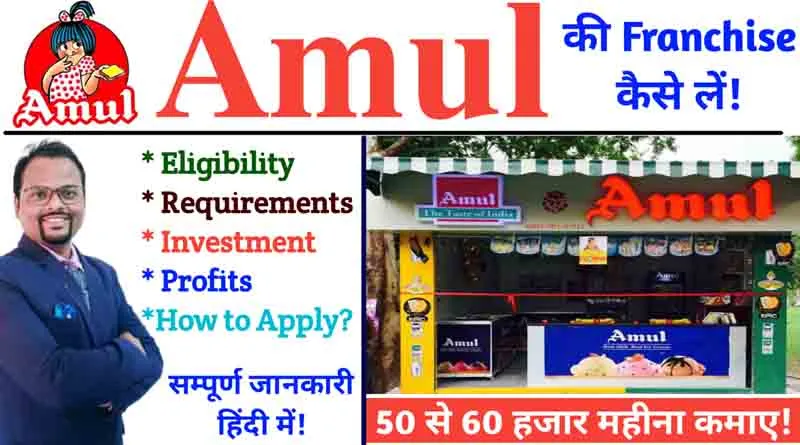 Amul
Amul
की Franchise
कैसे लें!
* Eligibility
* Requirements
* Investment
* Profits
*How to Apply?
सम्पूर्ण जानकारी
हिंदी में!
Amul
The Taste of India
Amul
Amul
Amul
50 से 60 हजार महीना कमाए!